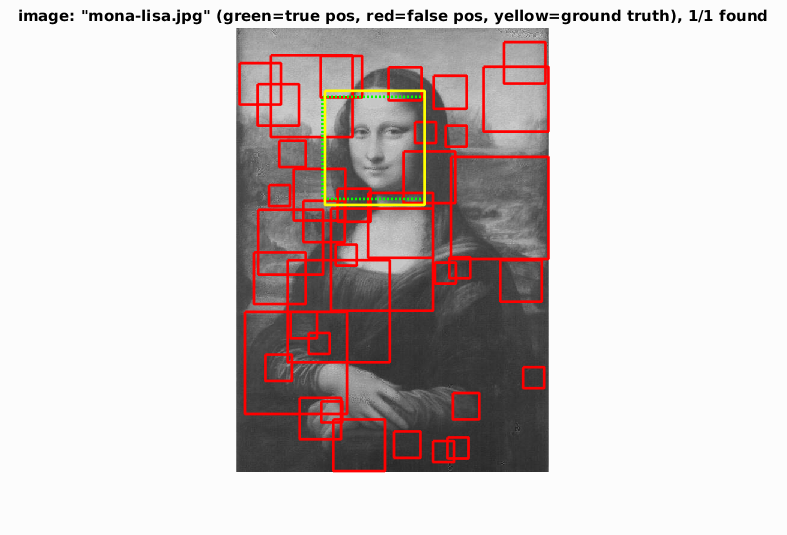 image: "mona-lisa.jpg" (green=true pos, red=false pos, yellow=ground truth), 1/1 found